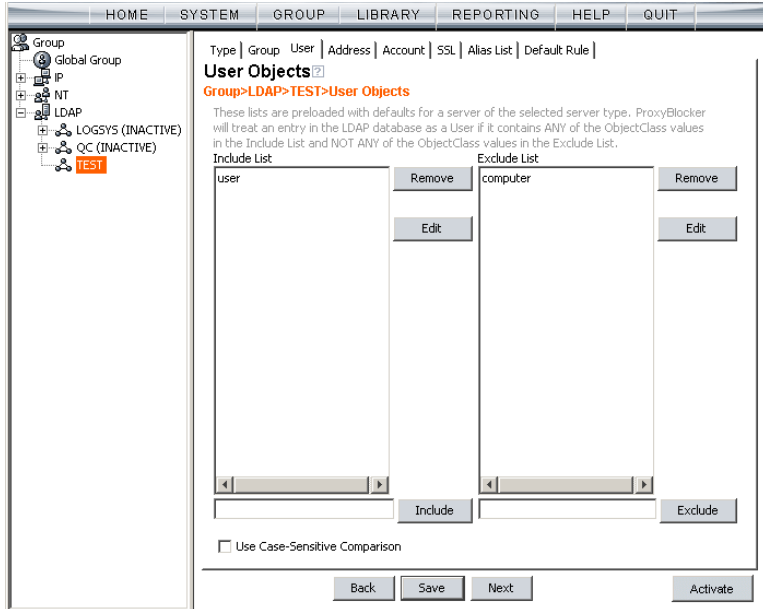 HOME SYSTEM GROUP LIBRARY REPORTING HELP QUIT
Group
Global Group
IP
NT
LDAP
LOGSYS (INACTIVE)
QC (INACTIVE)
TEST
Type | Group User | Address | Account | SSL | Alias List | Default Rule |
User Objects?
Group>LDAP>TEST>User Objects
These lists are preloaded with defaults for a server of the selected server type. ProxyBlocker
will treat an entry in the LDAP database as a User if it contains ANY of the ObjectClass values
in the Include List and NOT ANY of the ObjectClass values in the Exclude List.
Include List Exclude List
user Remove computer Remove
Edit Edit
Include Exclude
Use Case-Sensitive Comparison
Back Save Next Activate